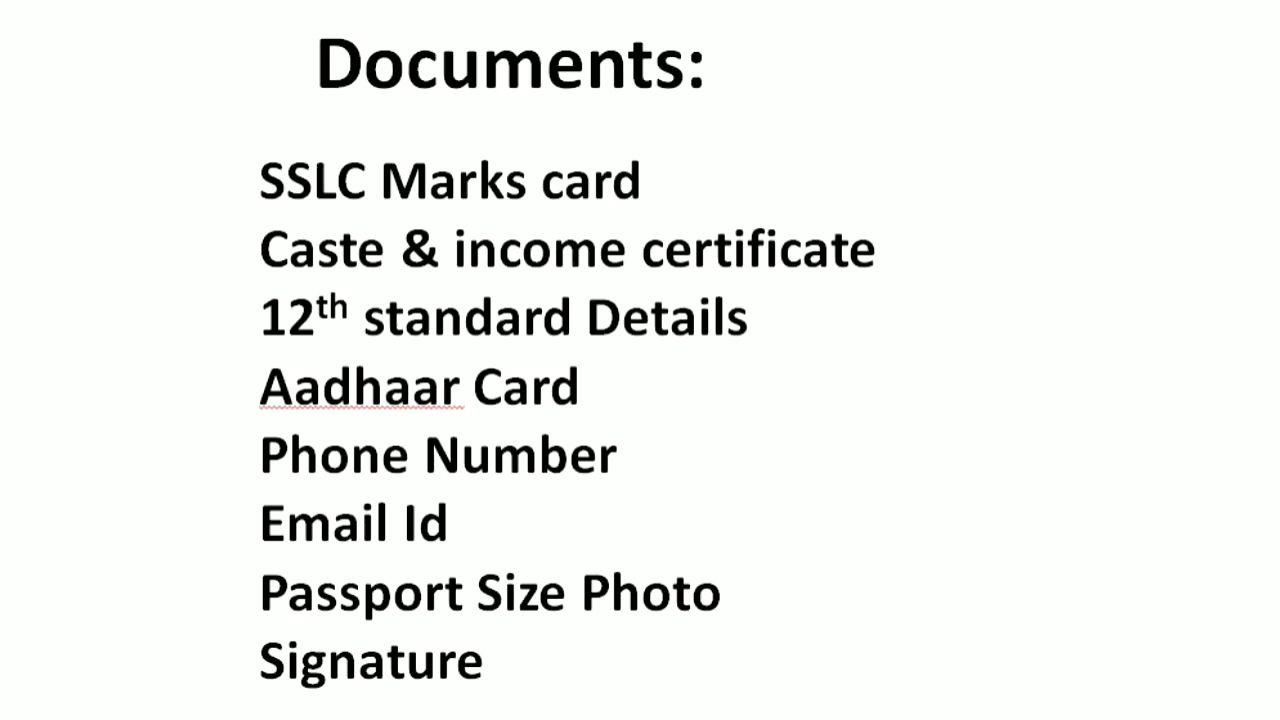 Documents:
SSLC Marks card
Caste & income certificate
12th standard Details
Aadhaar Card
Phone Number
Email Id
Passport Size Photo
Signature